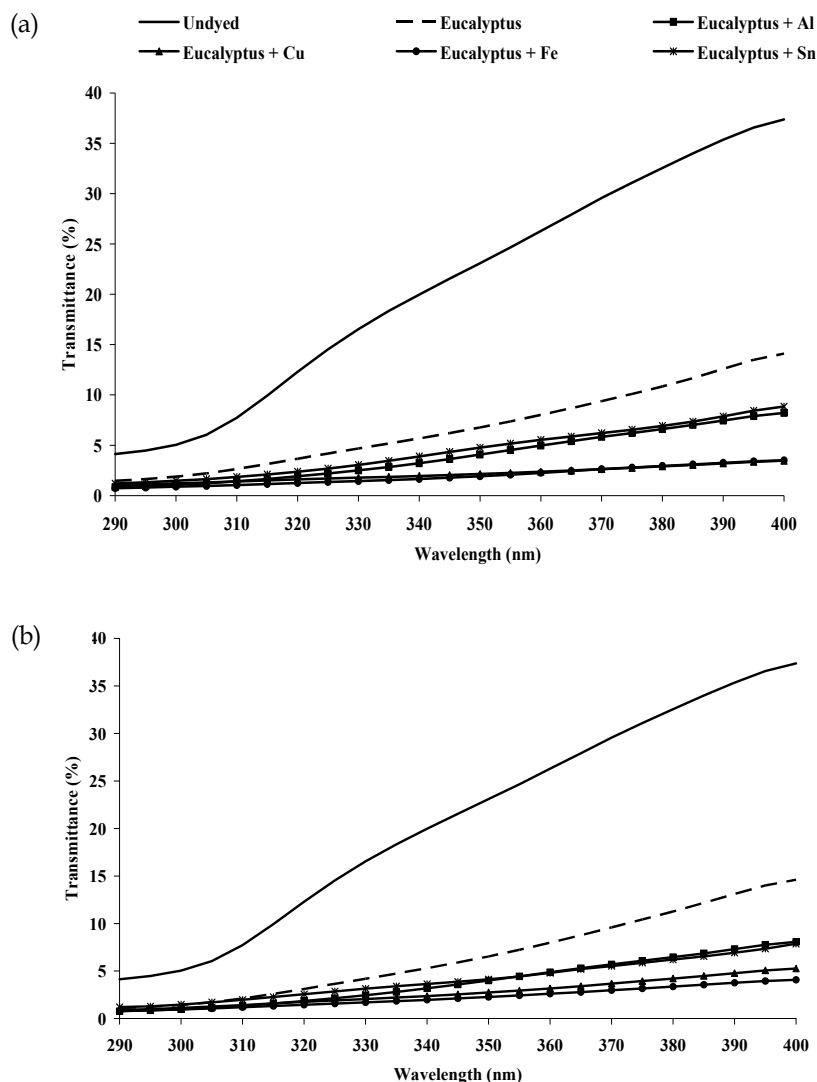 (a)
Undyed Eucalyptus Eucalyptus + Al
Eucalyptus + Cu Eucalyptus + Fe Eucalyptus + Sn
40
35
30
25
20
15
10
5
0
Transmittance (%)
290 300 310 320 330 340 350 360 370 380 390 400
Wavelength (nm)
(b)
40
35
30
25
20
15
10
5
0
Transmittance (%)
290 300 310 320 330 340 350 360 370 380 390 400
Wavelength (nm)